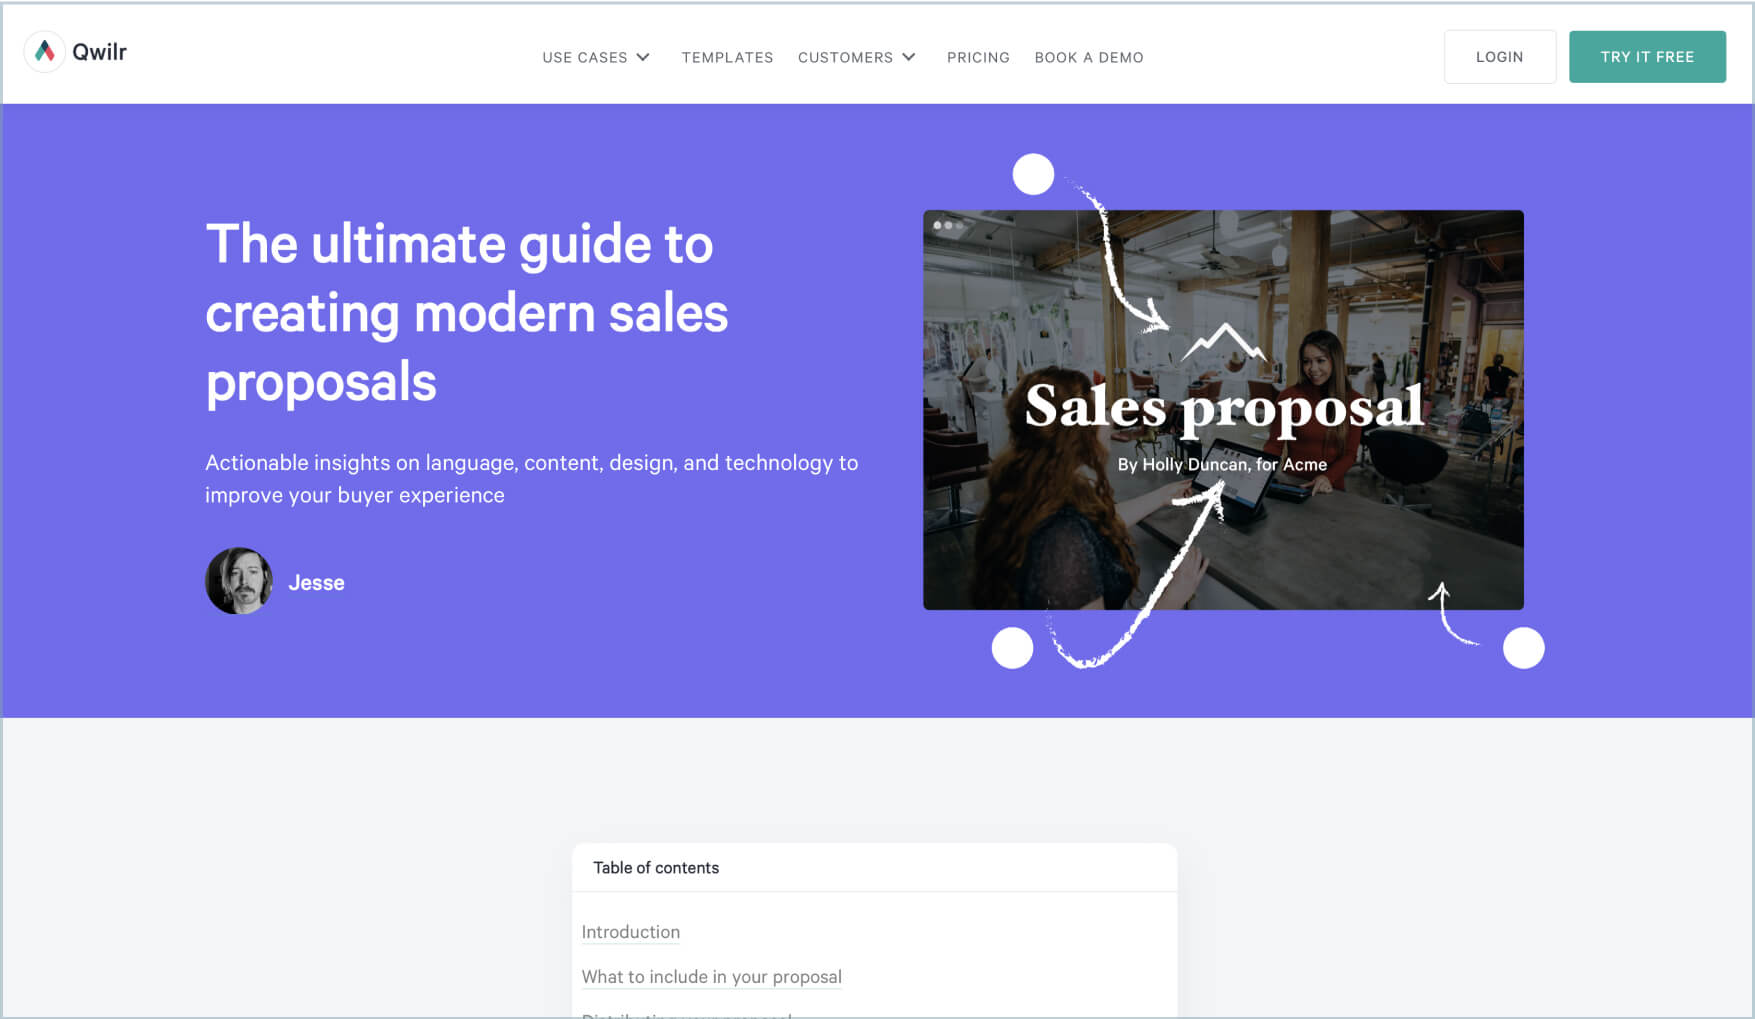 Qwilr
USE CASES
TEMPLATES
CUSTOMERS
PRICING
BOOK A DEMO
LOGIN
TRY IT FREE
The ultimate guide to
creating modern sales
proposals
Actionable insights on language, content, design, and technology to
improve your buyer experience
Jesse
Sales proposal
By Holly Duncan, for Acme
Table of contents
Introduction
What to include in your proposal